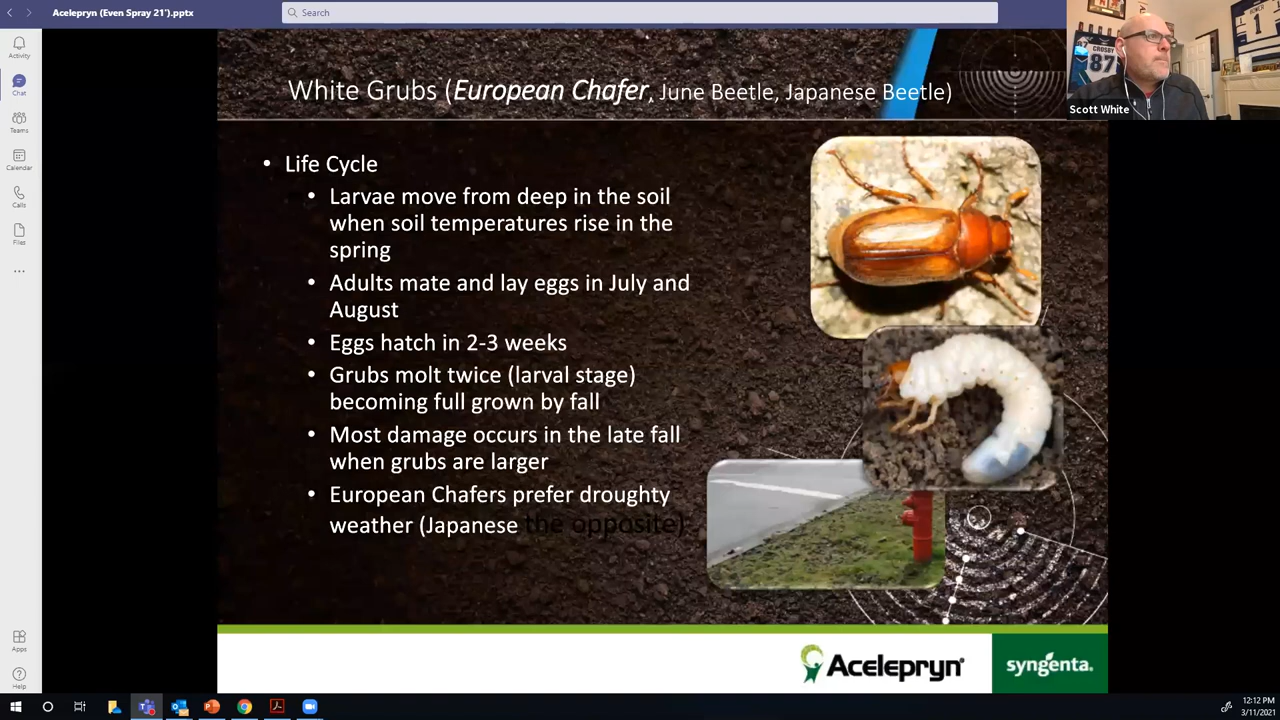 Acelepryn (Even Spray 21').pptx
Search
Activity
Chat
Teams
Calendar
Calls
Files
Apps
Help
White Grubs (European Chafer, June Beetle, Japanese Beetle)
• Life Cycle
• Larvae move from deep in the soil
when soil temperatures rise in the
spring
• Adults mate and lay eggs in July and
August
• Eggs hatch in 2-3 weeks
• Grubs molt twice (larval stage)
becoming full grown by fall
• Most damage occurs in the late fall
when grubs are larger
• European Chafers prefer droughty
weather (Japanese the opposite)
CROSBY
87
1
Scott White
Acelepryn®
syngenta.
12:12 PM
3/11/2021